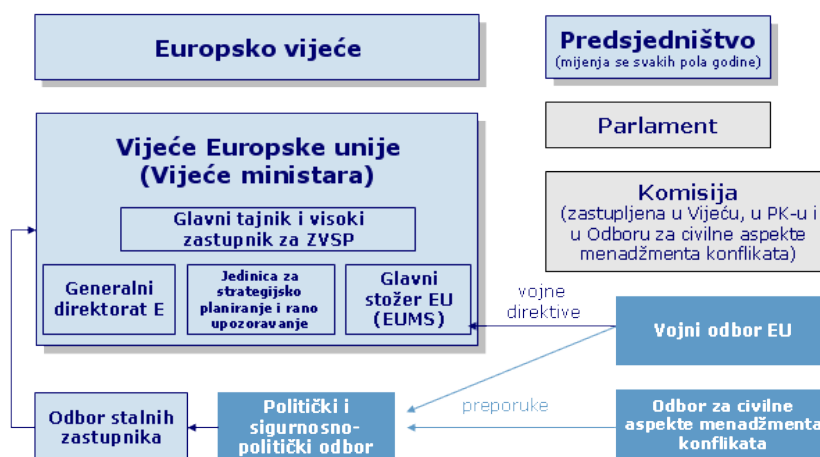 Europsko vijeće
Predsjedništvo
(mijenja se svakih pola godine)
Parlament
Vijeće Europske unije
(Vijeće ministara)
Glavni tajnik i visoki
zastupnik za ZVSP
Generalni
direktorat E
Jedinica za
strategijsko
planiranje i rano
upozoravanje
Glavni
stožer EU
(EUMS)
Komisija
(zastupljena u Vijeću, u PK-u i
u Odboru za civilne aspekte
menadžmenta konflikata)
vojne
direktive
Vojni odbor EU
Odbor stalnih
zastupnika
Politički i
sigurnosno-
politički odbor
preporuke
Odbor za civilne
aspekte menadžmenta
konflikata